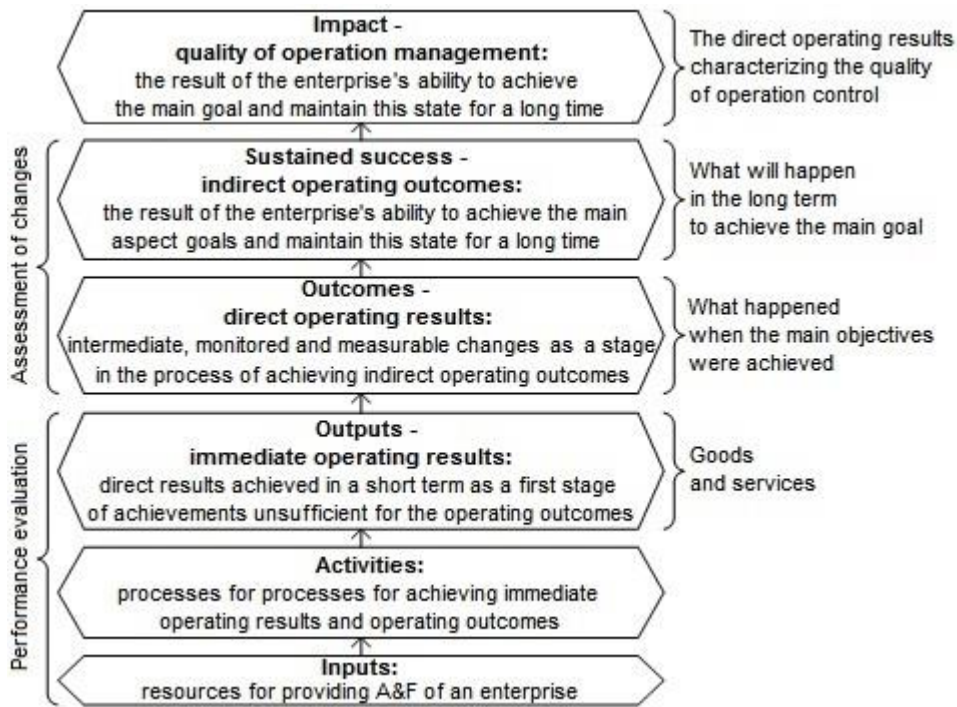 Impact -
quality of operation management:
the result of the enterprise's ability to achieve
the main goal and maintain this state for a long time
The direct operating results
characterizing the quality
of operation control
Assessment of changes
Sustained success -
indirect operating outcomes:
the result of the enterprise's ability to achieve the main
aspect goals and maintain this state for a long time
What will happen
in the long term
to achieve the main goal
Outcomes -
direct operating results:
intermediate, monitored and measurable changes as a stage
in the process of achieving indirect operating outcomes
What happened
when the main objectives
were achieved
Performance evaluation
Outputs -
immediate operating results:
direct results achieved in a short term as a first stage
of achievements unsufficient for the operating outcomes
Goods
and services
Activities:
processes for processes for achieving immediate
operating results and operating outcomes
Inputs:
resources for providing A&F of an enterprise